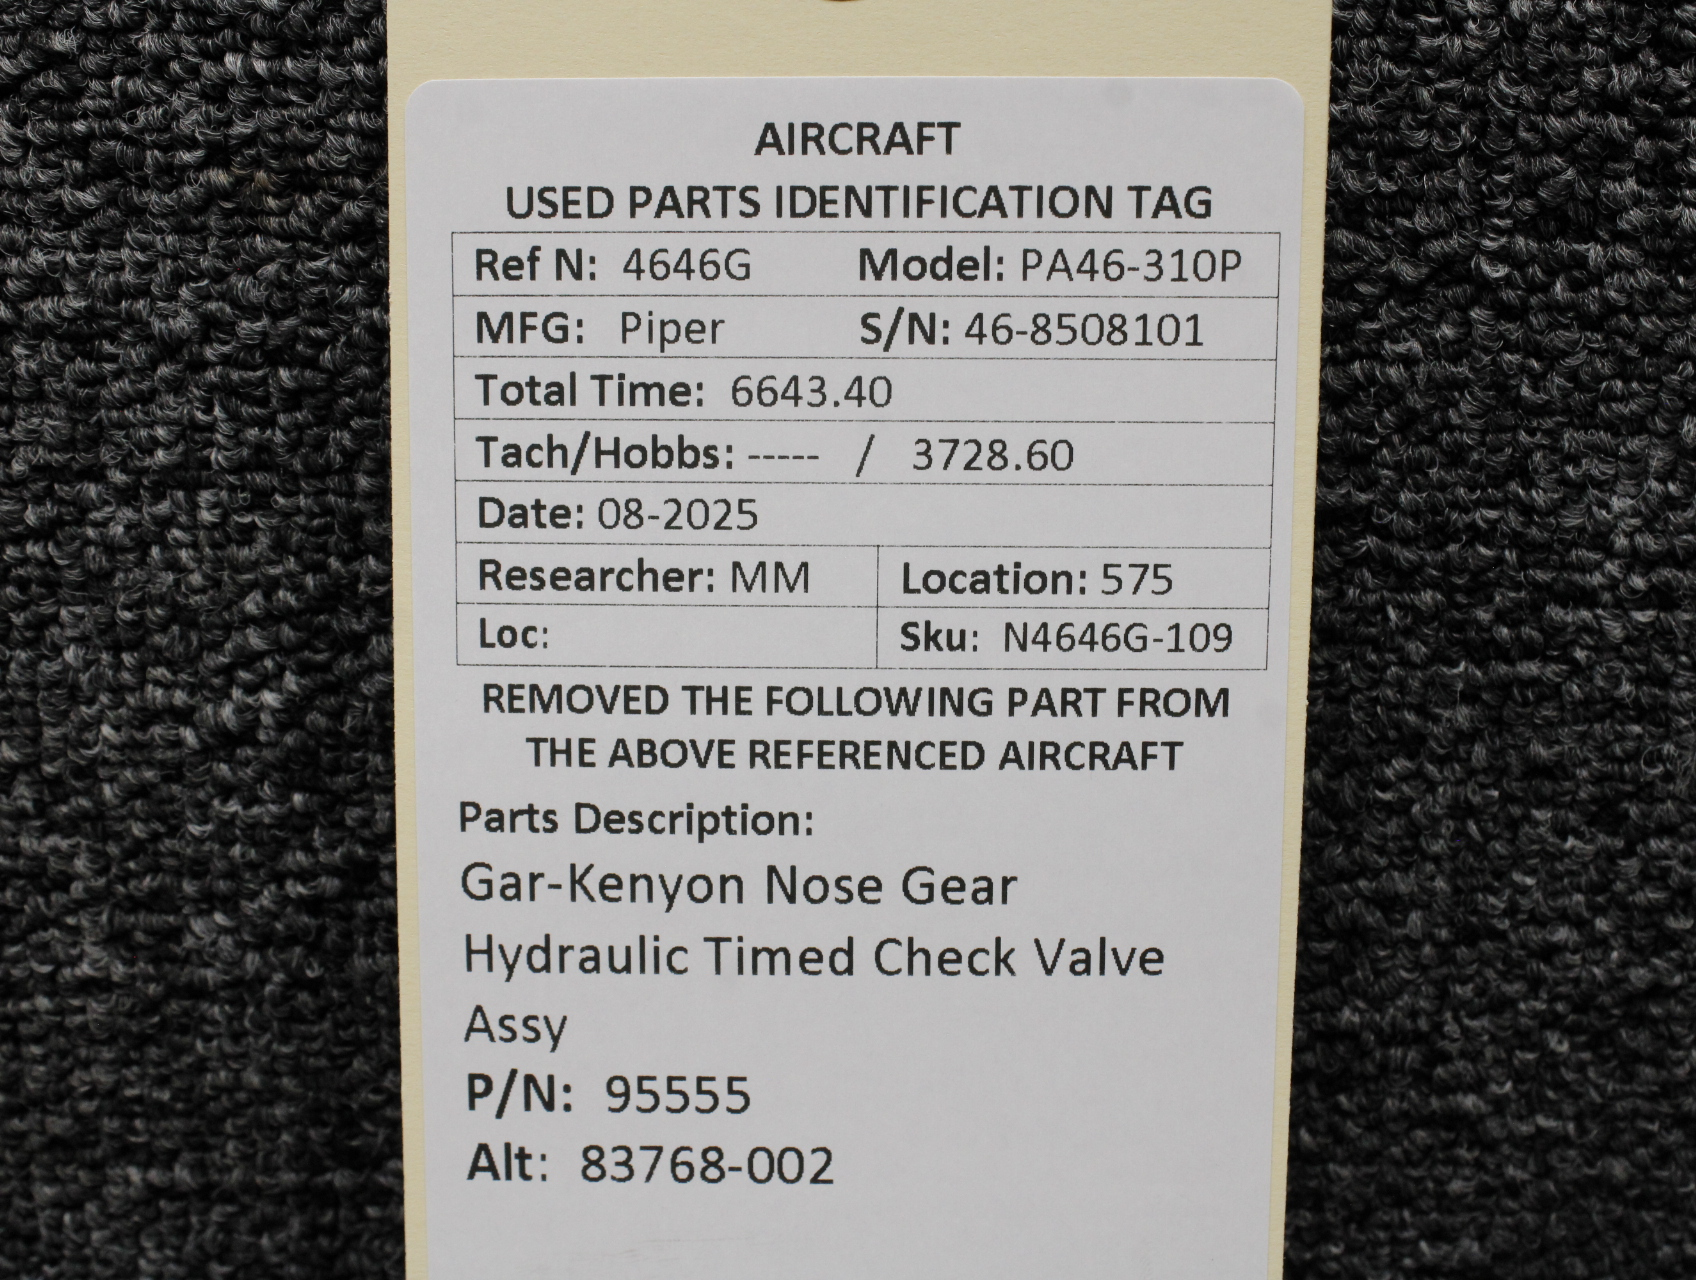 AIRCRAFT
USED PARTS IDENTIFICATION TAG
Ref N: 4646G Model: PA46-310P
MFG: Piper S/N: 46-8508101
Total Time: 6643.40
Tach/Hobbs: ----- / 3728.60
Date: 08-2025
Researcher: MM Location: 575
Loc: Sku: N4646G-109
REMOVED THE FOLLOWING PART FROM
THE ABOVE REFERENCED AIRCRAFT
Parts Description:
Gar-Kenyon Nose Gear
Hydraulic Timed Check Valve
Assy
P/N: 95555
Alt: 83768-002